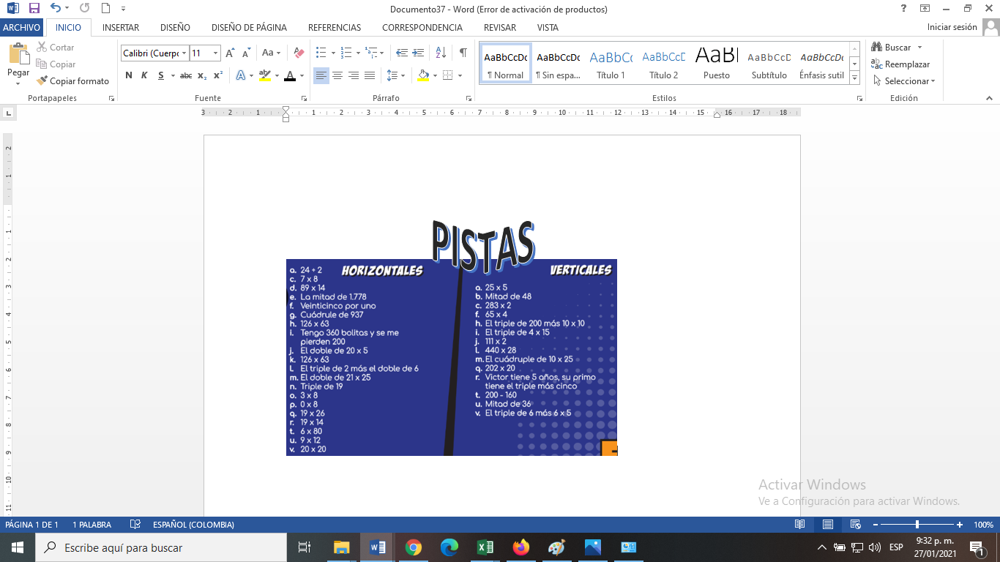 Documento37 - Word (Error de activación de productos)
ARCHIVO INICIO INSERTAR DISEÑO DISEÑO DE PÁGINA REFERENCIAS CORRESPONDENCIA REVISAR VISTA Iniciar sesión
Pegar
Cortar
Copiar
Copiar formato
Portapapeles
Calibri (Cuerpo 11
N K S abc x₂ x²
Fuente
Párrafo
AaBbCcDc AaBbCcDc AaBbCc AaBbCcD AaB AaBbCcD AaBbCcDc
¶ Normal ¶ Sin espa... Título 1 Título 2 Puesto Subtítulo Énfasis sutil
Estilos
Buscar
Reemplazar
Seleccionar
Edición
3 2 1 1 2 3 4 5 6 7 8 9 10 11 12 13 14 15 16 17 18
PISTAS
HORIZONTALES
a. 24 ÷ 2
c. 7 x 8
d. 89 x 14
e. La mitad de 1.778
f. Veinticinco por uno
g. Cuádrule de 937
h. 126 x 63
i. Tengo 360 bolitas y se me
pierden 200
j. El doble de 20 x 5
k. 126 x 63
l. El triple de 2 más el doble de 6
m. El doble de 21 x 25
n. Triple de 19
o. 3 x 8
p. 0 x 8
q. 19 x 26
r. 19 x 14
t. 6 x 80
u. 9 x 12
v. 20 x 20
VERTICALES
a. 25 x 5
b. Mitad de 48
c. 283 x 2
f. 65 x 4
h. El triple de 200 más 10 x 10
i. El triple de 4 x 15
j. 111 x 2
l. 440 x 28
m. El cuádruple de 10 x 25
q. 202 x 20
r. Victor tiene 5 años, su primo
tiene el triple más cinco
t. 200 - 160
u. Mitad de 36
v. El triple de 6 más 6 x 5
Activar Windows
Ve a Configuración para activar Windows.
PÁGINA 1 DE 1 1 PALABRA ESPAÑOL (COLOMBIA) 100%
Escribe aquí para buscar
ESP
9:32 p. m.
27/01/2021
1